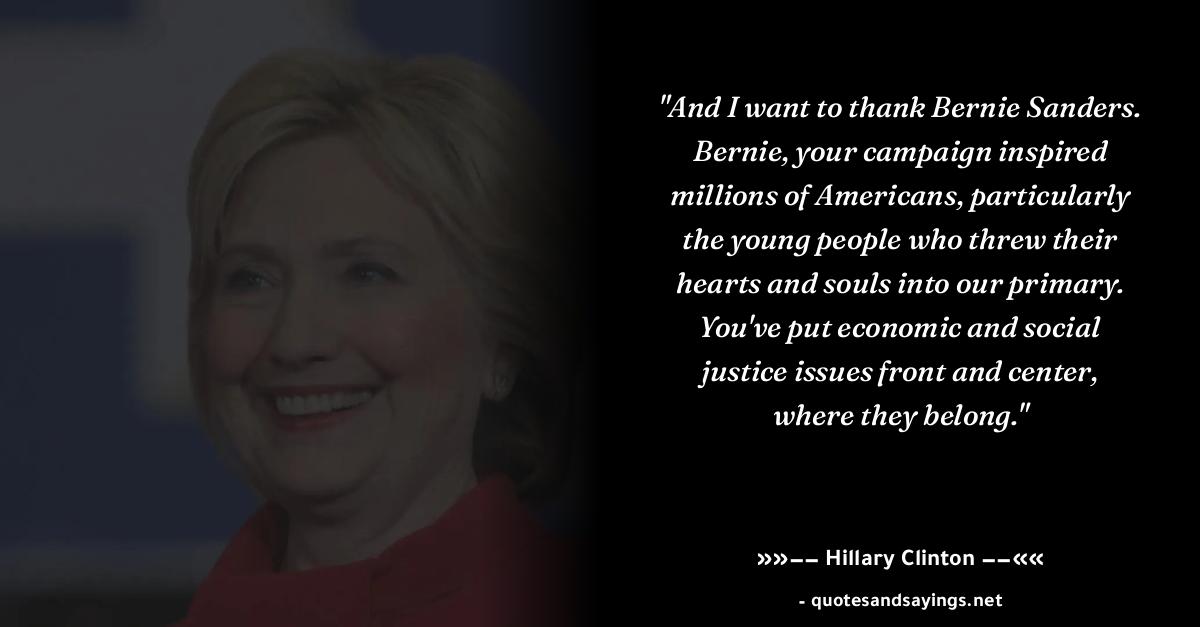 "And I want to thank Bernie Sanders.
Bernie, your campaign inspired
millions of Americans, particularly
the young people who threw their
hearts and souls into our primary.
You've put economic and social
justice issues front and center,
where they belong."
»»–– Hillary Clinton ––««
- quotesandsayings.net